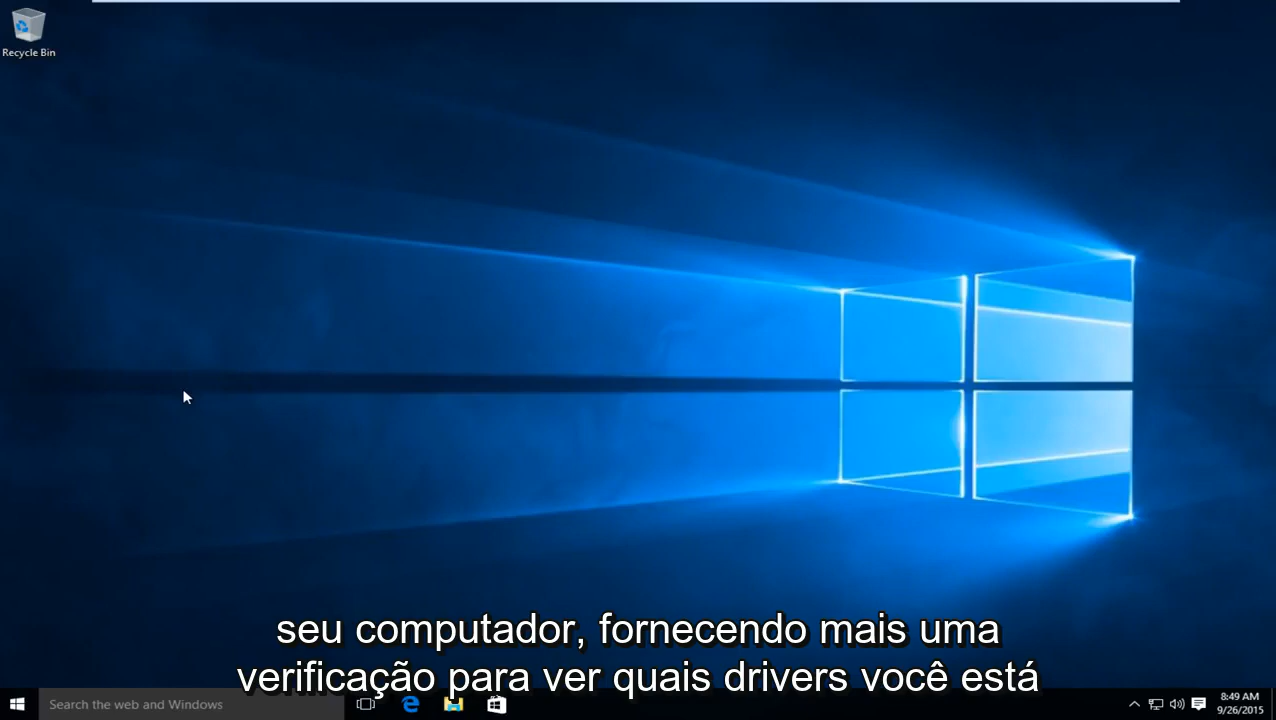 Recycle Bin
seu computador, fornecendo mais uma
verificação para ver quais drivers você está
Search the web and Windows
8:49 AM
9/26/2015